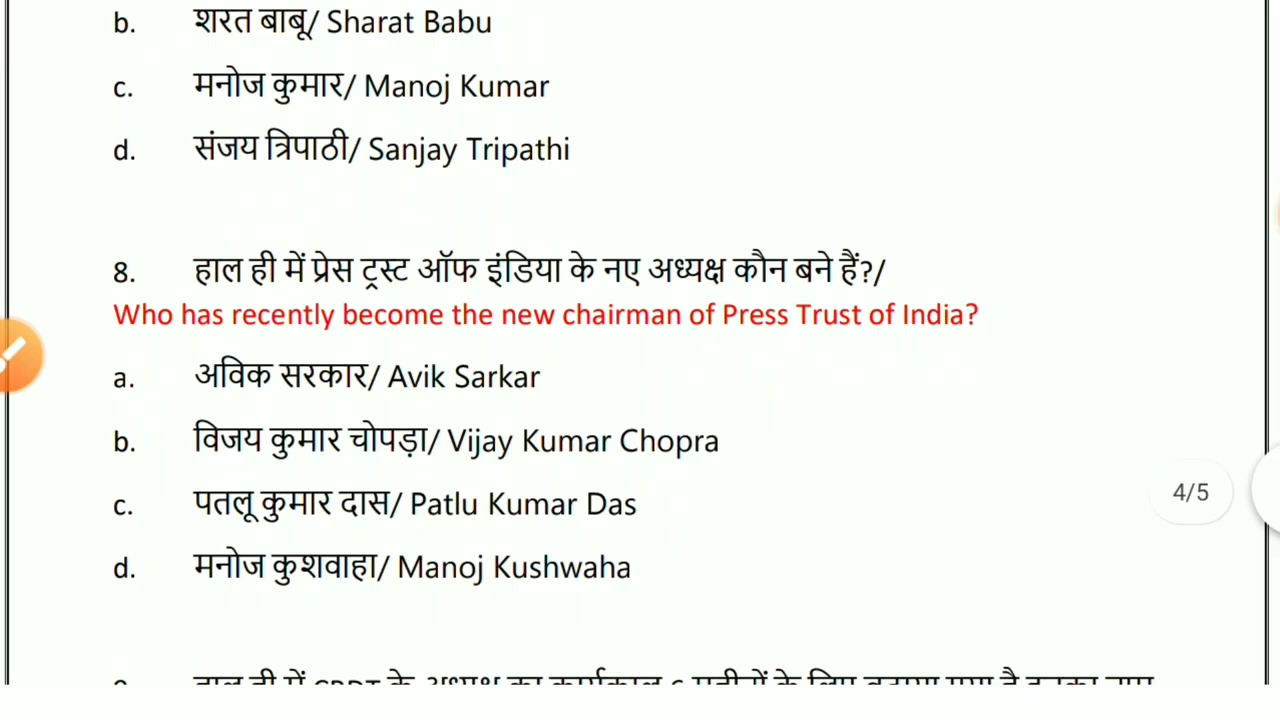 b. शरत बाबू/ Sharat Babu
c. मनोज कुमार/ Manoj Kumar
d. संजय त्रिपाठी/ Sanjay Tripathi
8. हाल ही में प्रेस ट्रस्ट ऑफ इंडिया के नए अध्यक्ष कौन बने हैं?/
Who has recently become the new chairman of Press Trust of India?
a. अविक सरकार/ Avik Sarkar
b. विजय कुमार चोपड़ा/ Vijay Kumar Chopra
4/5
c. पतलू कुमार दास/ Patlu Kumar Das
d. मनोज कुशवाहा/ Manoj Kushwaha